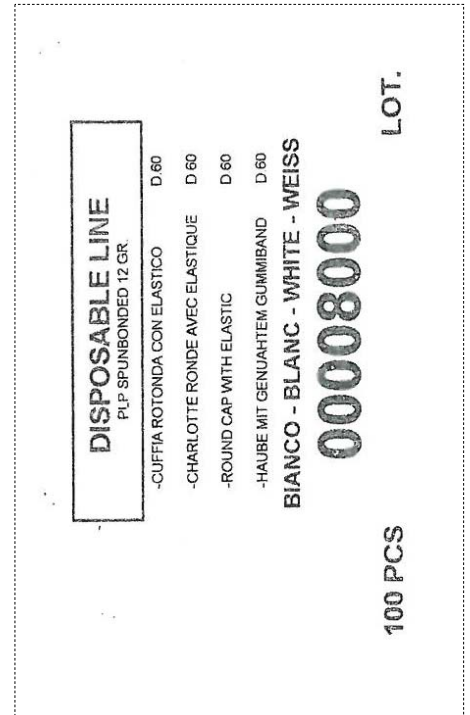 DISPOSABLE LINE
PLP SPUNBONDED 12 GR.
-CUFFIA ROTONDA CON ELASTICO D.60
-CHARLOTTE RONDE AVEC ELASTIQUE D 60
-ROUND CAP WITH ELASTIC D 60
-HAUBE MIT GENUAHTEM GUMMIBAND D 60
BIANCO - BLANC - WHITE - WEISS
00008000
100 PCS LOT.